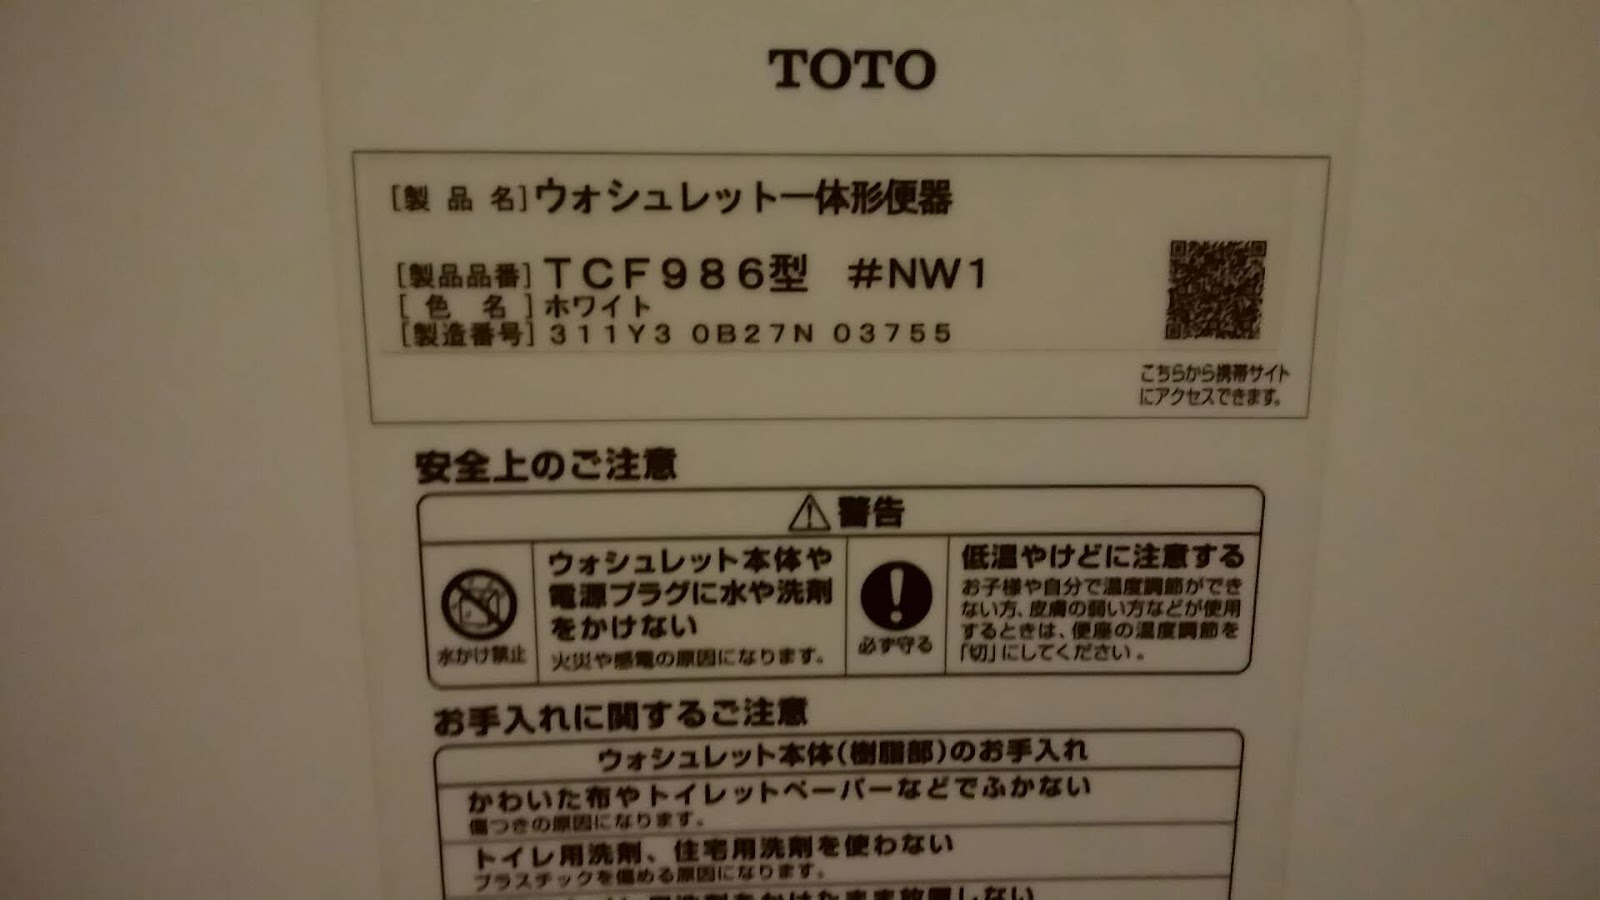 TOTO
[製品名]ウォシュレット一体形便器
[製品品番]TCF986型 #NW1
[色名]ホワイト
[製造番号]311Y3 0B27N 03755
こちらから携帯サイト
にアクセスできます。
安全上のご注意
⚠警告
水かけ禁止
ウォシュレット本体や
電源プラグに水や洗剤
をかけない
火災や感電の原因になります。
必ず守る
低温やけどに注意する
お子様や自分で温度調節ができ
ない方、皮膚の弱い方などが使用
するときは、便座の温度調節を
「切」にしてください。
お手入れに関するご注意
ウォシュレット本体(樹脂部)のお手入れ
かわいた布やトイレットペーパーなどでふかない
傷つきの原因になります。
トイレ用洗剤、住宅用洗剤を使わない
プラスチックを傷める原因になります。